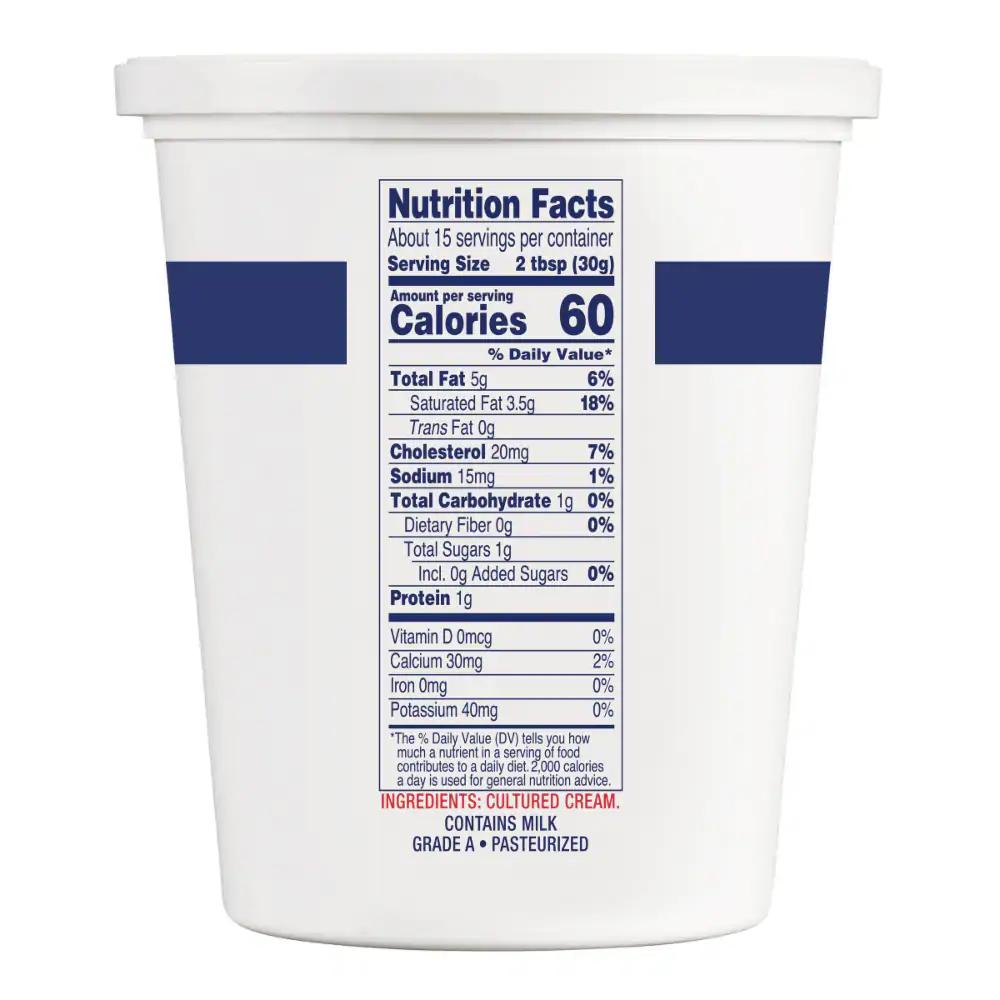 Nutrition Facts
About 15 servings per container
Serving Size 2 tbsp (30g)
Amount per serving
Calories 60
% Daily Value*
Total Fat 5g 6%
Saturated Fat 3.5g 18%
Trans Fat 0g
Cholesterol 20mg 7%
Sodium 15mg 1%
Total Carbohydrate 1g 0%
Dietary Fiber 0g 0%
Total Sugars 1g
Incl. 0g Added Sugars 0%
Protein 1g
Vitamin D 0mcg 0%
Calcium 30mg 2%
Iron 0mg 0%
Potassium 40mg 0%
*The % Daily Value (DV) tells you how
much a nutrient in a serving of food
contributes to a daily diet. 2,000 calories
a day is used for general nutrition advice.
INGREDIENTS: CULTURED CREAM.
CONTAINS MILK
GRADE A • PASTEURIZED